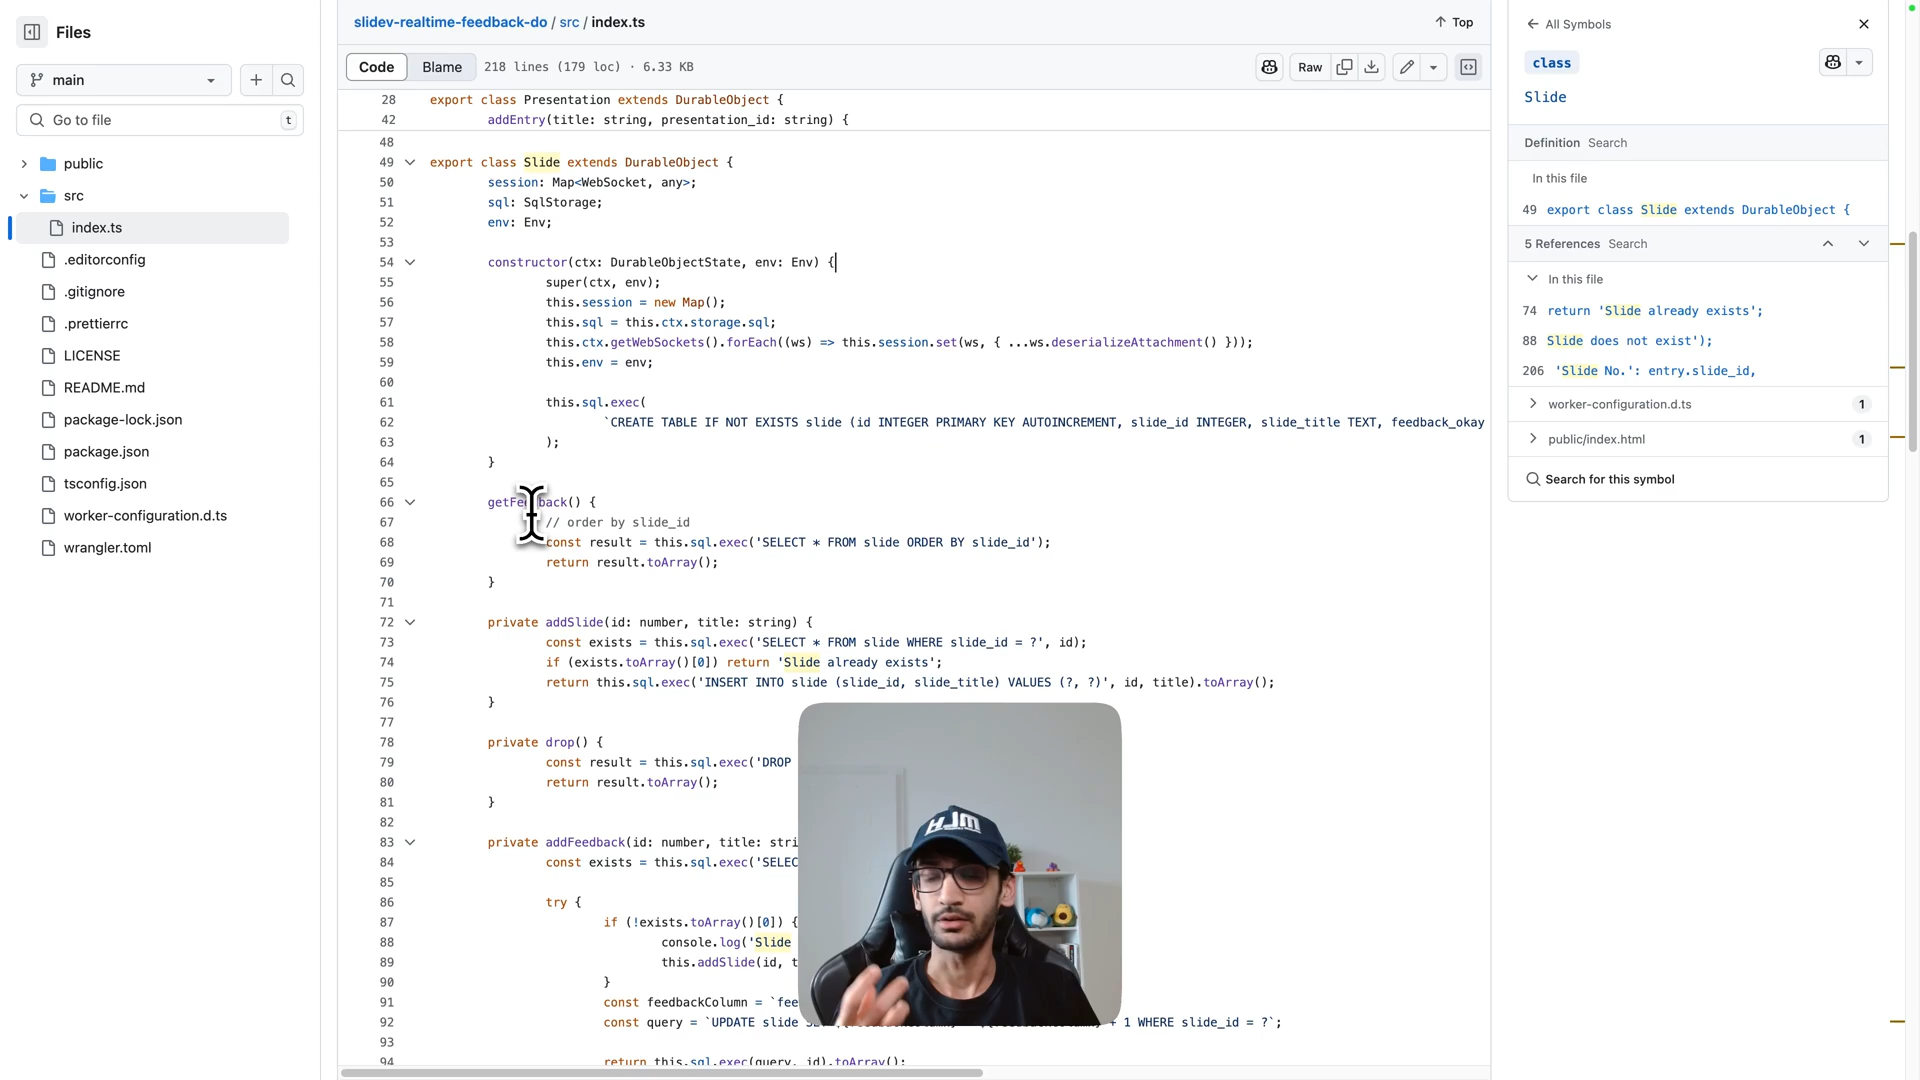 Files
main
Go to file
t
public
src
index.ts
.editorconfig
.gitignore
.prettierrc
LICENSE
README.md
package-lock.json
package.json
tsconfig.json
worker-configuration.d.ts
wrangler.toml
slidev-realtime-feedback-do / src / index.ts
Top
Code Blame 218 lines (179 loc) · 6.33 KB
Raw
28 export class Presentation extends DurableObject {
42 addEntry(title: string, presentation_id: string) {
48
49 export class Slide extends DurableObject {
50 session: Map<WebSocket, any>;
51 sql: SqlStorage;
52 env: Env;
53
54 constructor(ctx: DurableObjectState, env: Env) {
55 super(ctx, env);
56 this.session = new Map();
57 this.sql = this.ctx.storage.sql;
58 this.ctx.getWebSockets().forEach((ws) => this.session.set(ws, { ...ws.deserializeAttachment() }));
59 this.env = env;
60
61 this.sql.exec(
62 `CREATE TABLE IF NOT EXISTS slide (id INTEGER PRIMARY KEY AUTOINCREMENT, slide_id INTEGER, slide_title TEXT, feedback_okay
63 );
64 }
65
66 getFeedback() {
67 // order by slide_id
68 const result = this.sql.exec('SELECT * FROM slide ORDER BY slide_id');
69 return result.toArray();
70 }
71
72 private addSlide(id: number, title: string) {
73 const exists = this.sql.exec('SELECT * FROM slide WHERE slide_id = ?', id);
74 if (exists.toArray()[0]) return 'Slide already exists';
75 return this.sql.exec('INSERT INTO slide (slide_id, slide_title) VALUES (?, ?)', id, title).toArray();
76 }
77
78 private drop() {
79 const result = this.sql.exec('DROP
80 return result.toArray();
81 }
82
83 private addFeedback(id: number, title: stri
84 const exists = this.sql.exec('SELEC
85
86 try {
87 if (!exists.toArray()[0]) {
88 console.log('Slide
89 this.addSlide(id, t
90 }
91 const feedbackColumn = `fee
92 const query = `UPDATE slide + 1 WHERE slide_id = ?`;
93
94 return this.sql.exec(query, id).toArray();
HJM
All Symbols
class
Slide
Definition Search
In this file
49 export class Slide extends DurableObject {
5 References Search
In this file
74 return 'Slide already exists';
88 Slide does not exist');
206 'Slide No.': entry.slide_id,
worker-configuration.d.ts 1
public/index.html 1
Search for this symbol